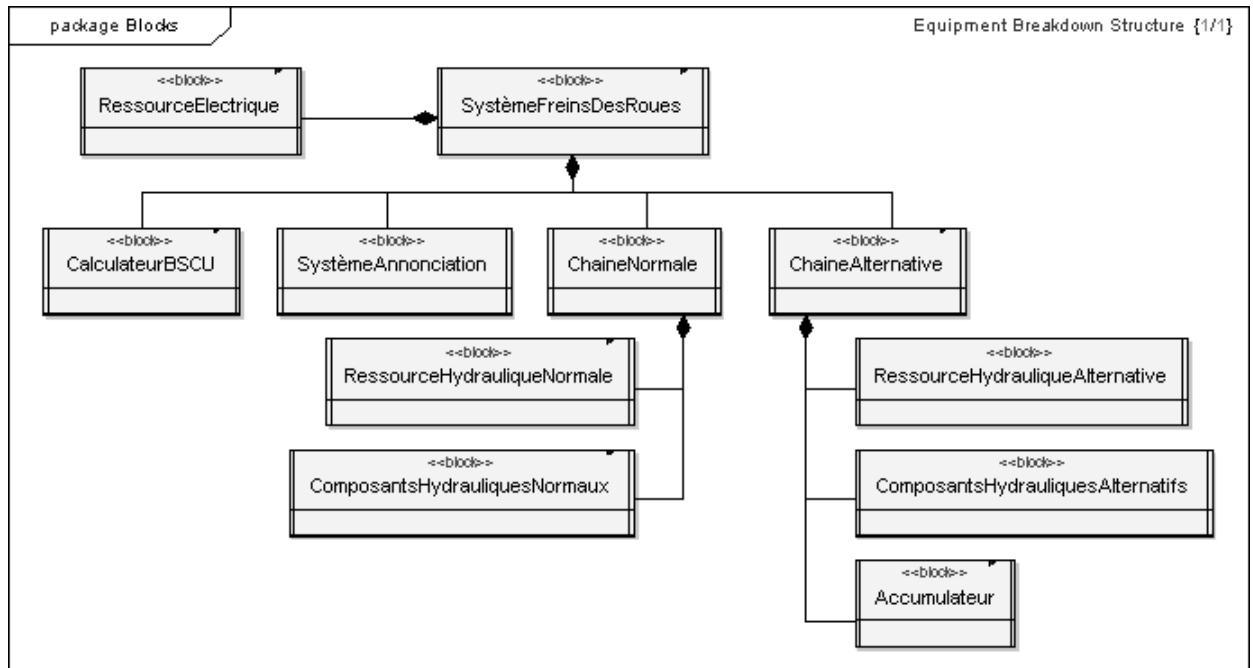 package Blocks
Equipment Breakdown Structure {1/1}
<<block>>
RessourceElectrique
<<block>>
SystèmeFreinsDesRoues
<<block>>
CalculateurBSCU
<<block>>
SystèmeAnnonciation
<<block>>
ChaineNormale
<<block>>
ChaineAlternative
<<block>>
RessourceHydrauliqueNormale
<<block>>
RessourceHydrauliqueAlternative
<<block>>
ComposantsHydrauliquesNormaux
<<block>>
ComposantsHydrauliquesAlternatifs
<<block>>
Accumulateur